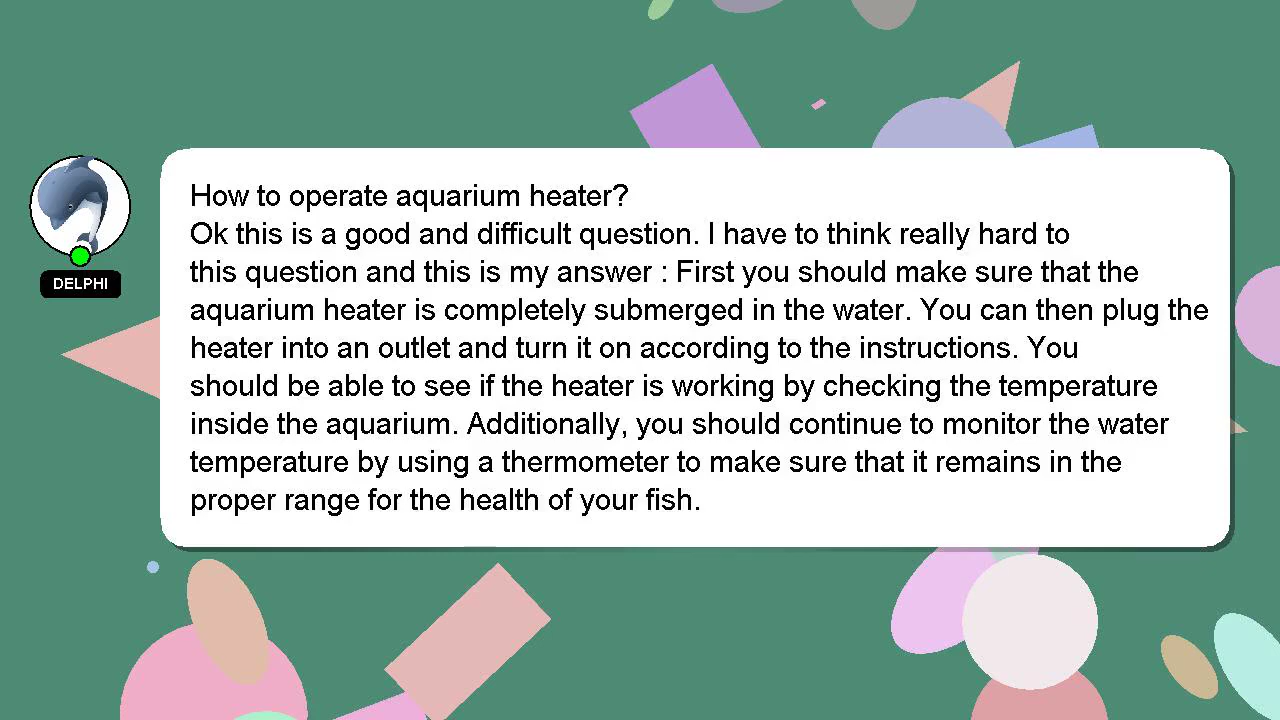 How to operate aquarium heater?
Ok this is a good and difficult question. I have to think really hard to
this question and this is my answer : First you should make sure that the
aquarium heater is completely submerged in the water. You can then plug the
heater into an outlet and turn it on according to the instructions. You
should be able to see if the heater is working by checking the temperature
inside the aquarium. Additionally, you should continue to monitor the water
temperature by using a thermometer to make sure that it remains in the
proper range for the health of your fish.
DELPHI